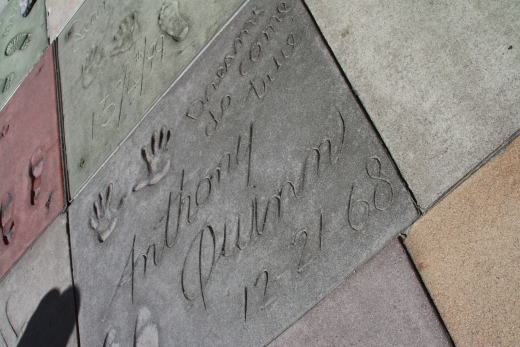 Dreams
do come
true
Anthony
Quinn
12-21 68